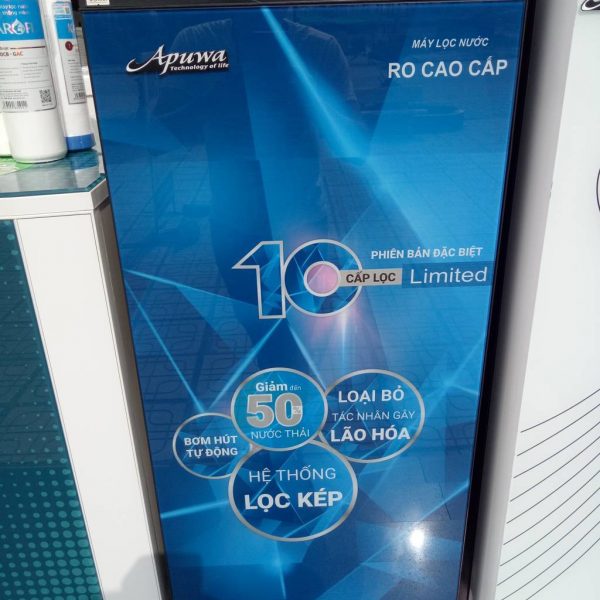 Apuwa
Technology of life
MÁY LỌC NƯỚC
RO CAO CẤP
PHIÊN BẢN ĐẶC BIỆT
10 CẤP LỌC Limited
Giảm đến
50%
NƯỚC THẢI
LOẠI BỎ
TÁC NHÂN GÂY
LÃO HÓA
BƠM HÚT
TỰ ĐỘNG
HỆ THỐNG
LỌC KÉP